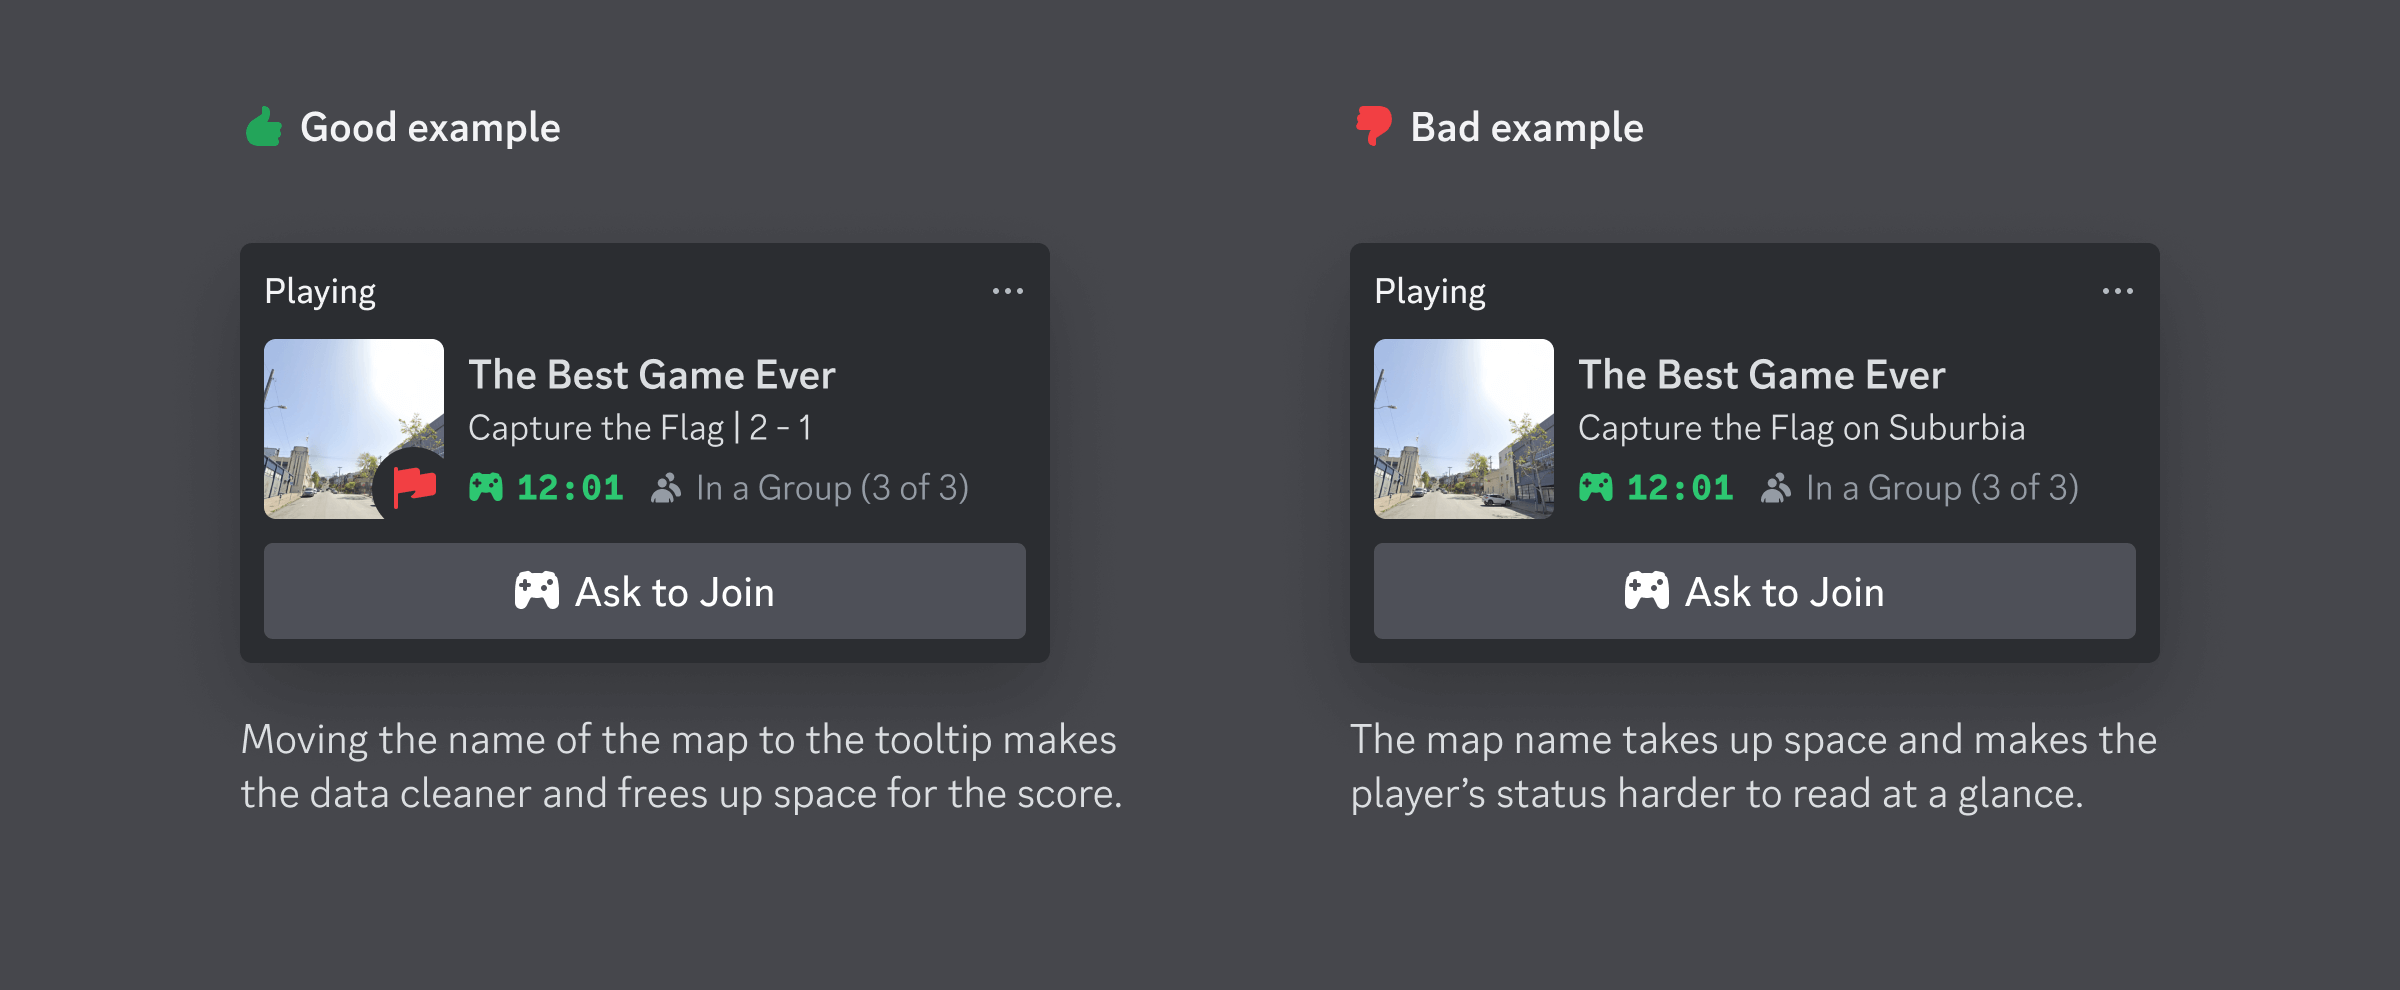 Good example
Playing
The Best Game Ever
Capture the Flag | 2 - 1
12:01 In a Group (3 of 3)
Ask to Join
Moving the name of the map to the tooltip makes
the data cleaner and frees up space for the score.
Bad example
Playing
The Best Game Ever
Capture the Flag on Suburbia
12:01 In a Group (3 of 3)
Ask to Join
The map name takes up space and makes the
player’s status harder to read at a glance.